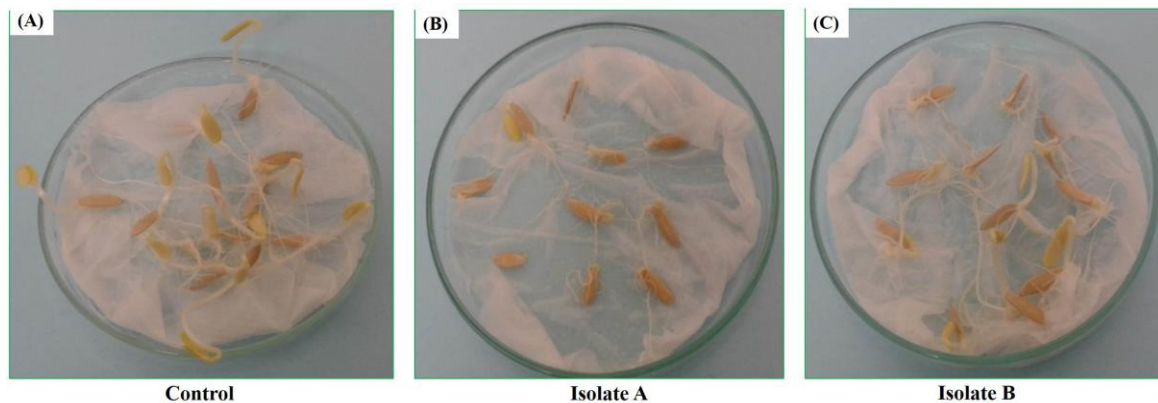 (A)
(B)
(C)
Control
Isolate A
Isolate B